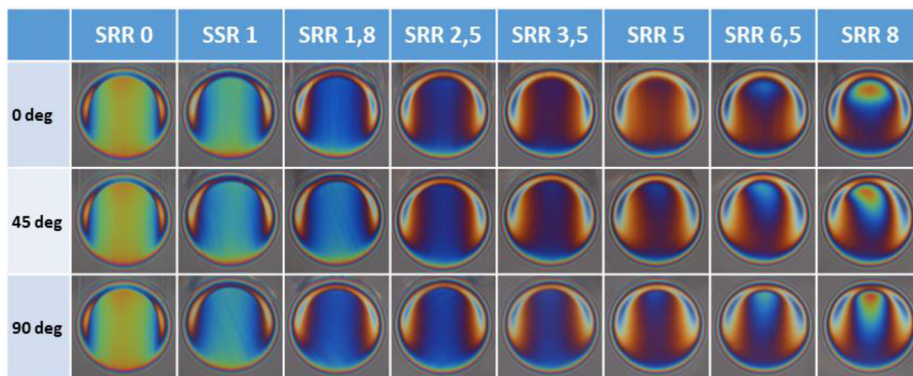 SRR 0 SSR 1 SRR 1,8 SRR 2,5 SRR 3,5 SRR 5 SRR 6,5 SRR 8
0 deg
45 deg
90 deg